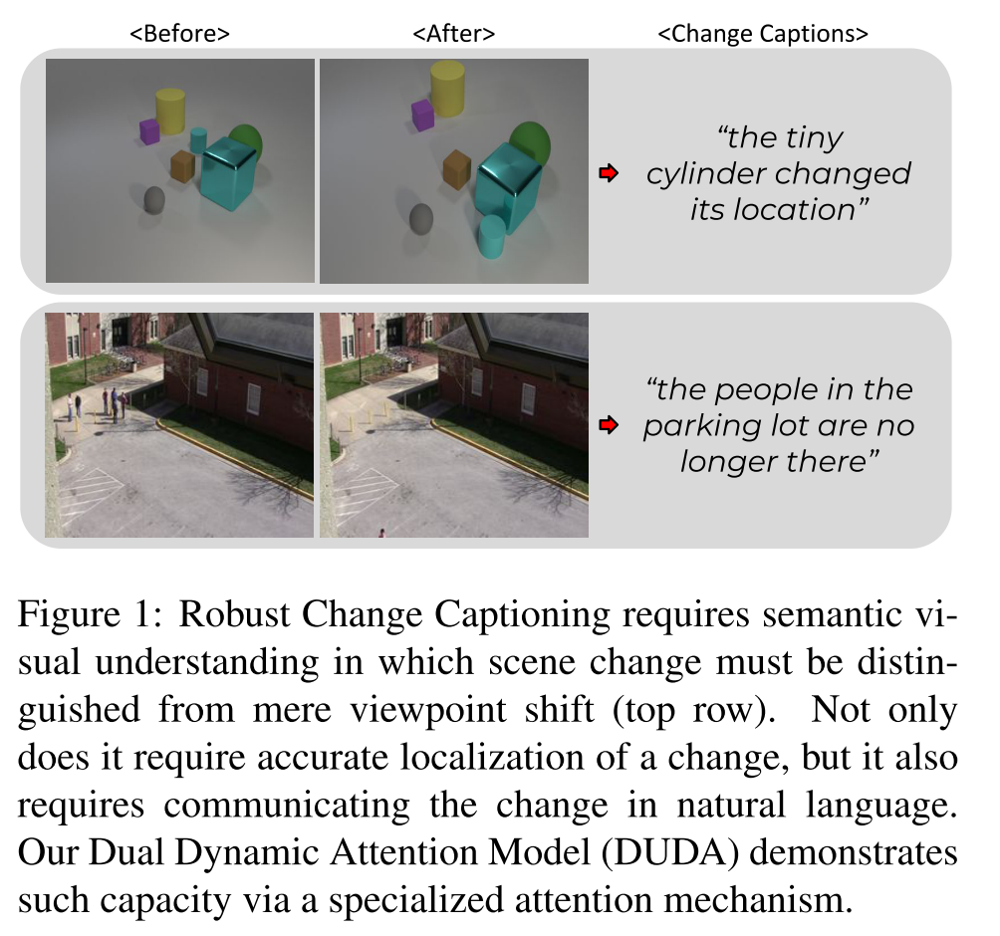 <Before>
<After>
<Change Captions>
“the tiny
cylinder changed
its location”
“the people in the
parking lot are no
longer there”
Figure 1: Robust Change Captioning requires semantic vi-
sual understanding in which scene change must be distin-
guished from mere viewpoint shift (top row). Not only
does it require accurate localization of a change, but it also
requires communicating the change in natural language.
Our Dual Dynamic Attention Model (DUDA) demonstrates
such capacity via a specialized attention mechanism.